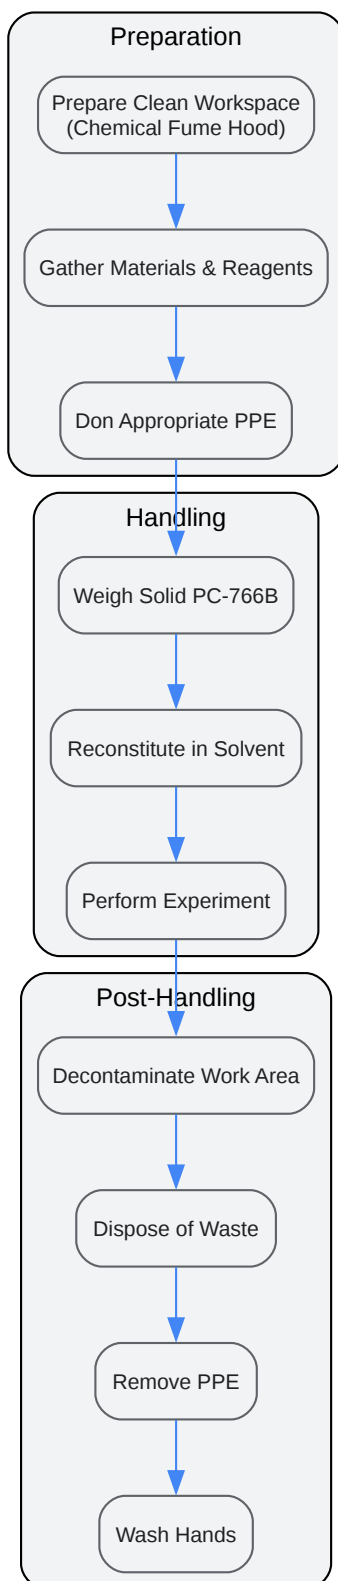 Preparation
Prepare Clean Workspace
(Chemical Fume Hood)
Gather Materials & Reagents
Don Appropriate PPE
Handling
Weigh Solid PC-766B
Reconstitute in Solvent
Perform Experiment
Post-Handling
Decontaminate Work Area
Dispose of Waste
Remove PPE
Wash Hands